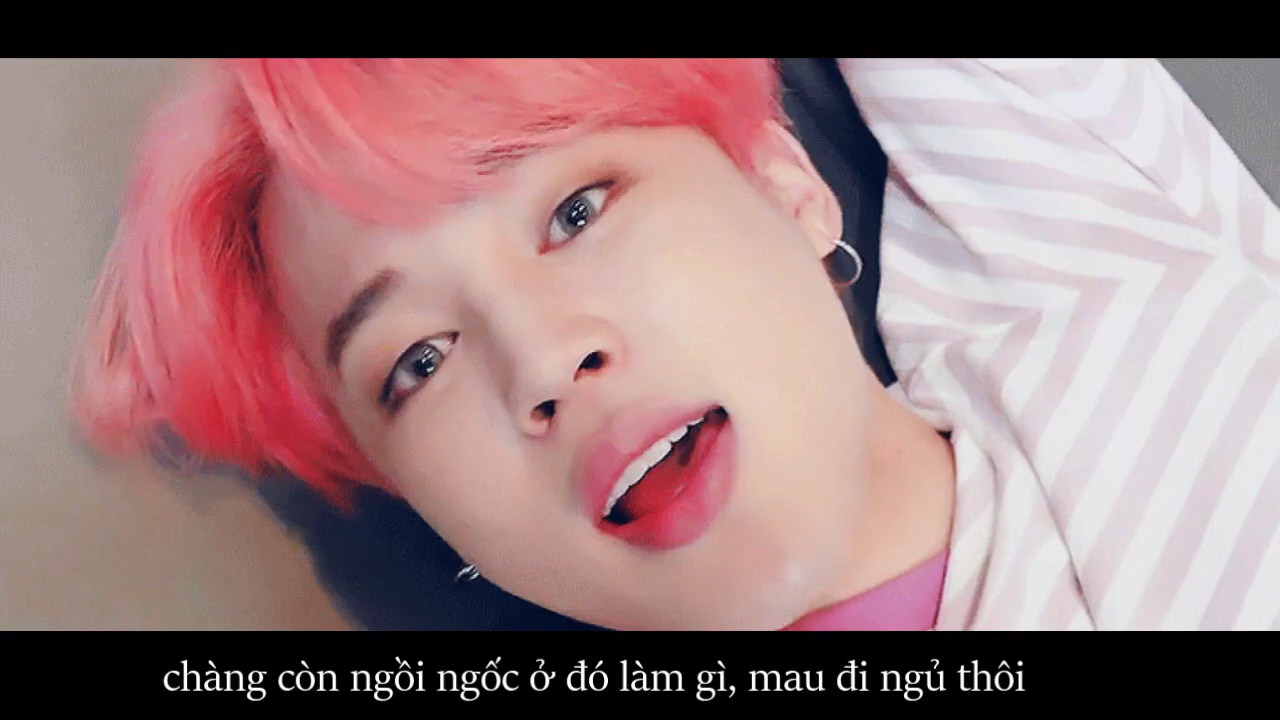 chàng còn ngồi ngốc ở đó làm gì, mau đi ngủ thôi